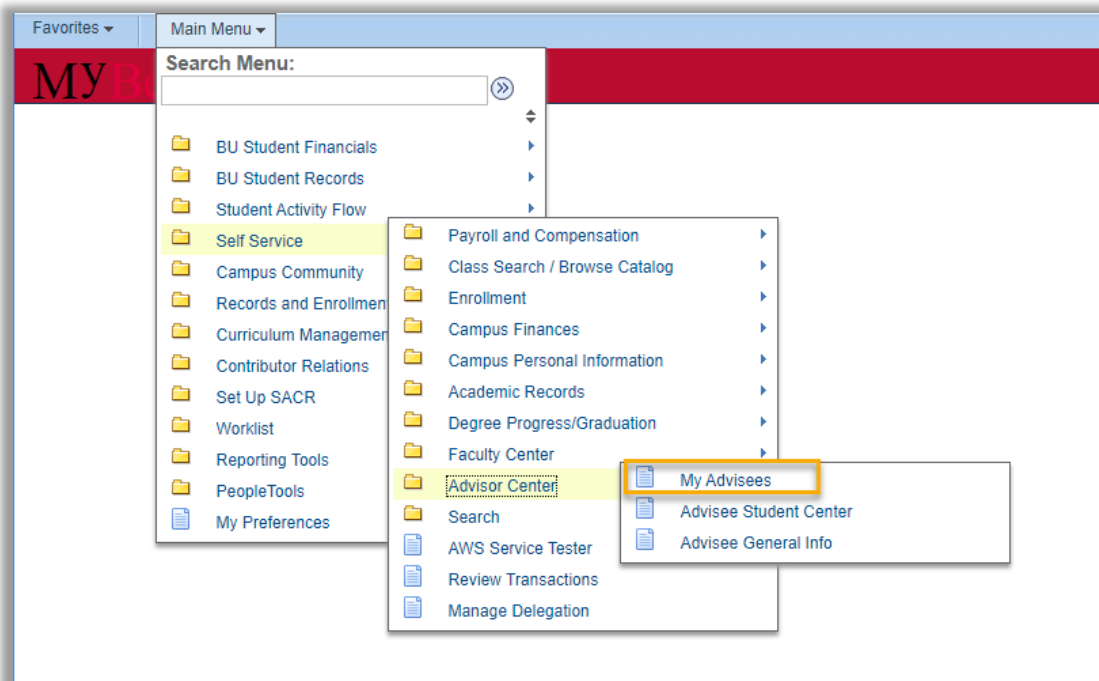 Favorites Main Menu
Search Menu:
MyB
BU Student Financials
BU Student Records
Student Activity Flow
Self Service
Campus Community
Records and Enrollmen
Curriculum Managemen
Contributor Relations
Set Up SACR
Worklist
Reporting Tools
PeopleTools
My Preferences
Payroll and Compensation
Class Search / Browse Catalog
Enrollment
Campus Finances
Campus Personal Information
Academic Records
Degree Progress/Graduation
Faculty Center
Advisor Center
Search
AWS Service Tester
Review Transactions
Manage Delegation
My Advisees
Advisee Student Center
Advisee General Info